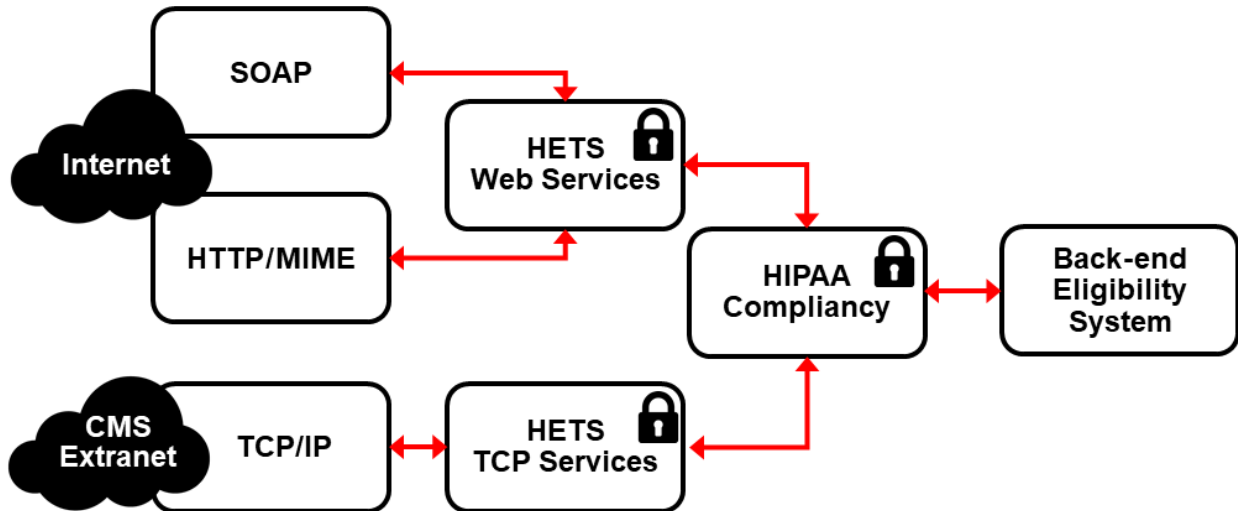 SOAP
Internet
HTTP/MIME
HETS
Web Services
HIPAA
Compliancy
Back-end
Eligibility
System
CMS
Extranet
TCP/IP
HETS
TCP Services